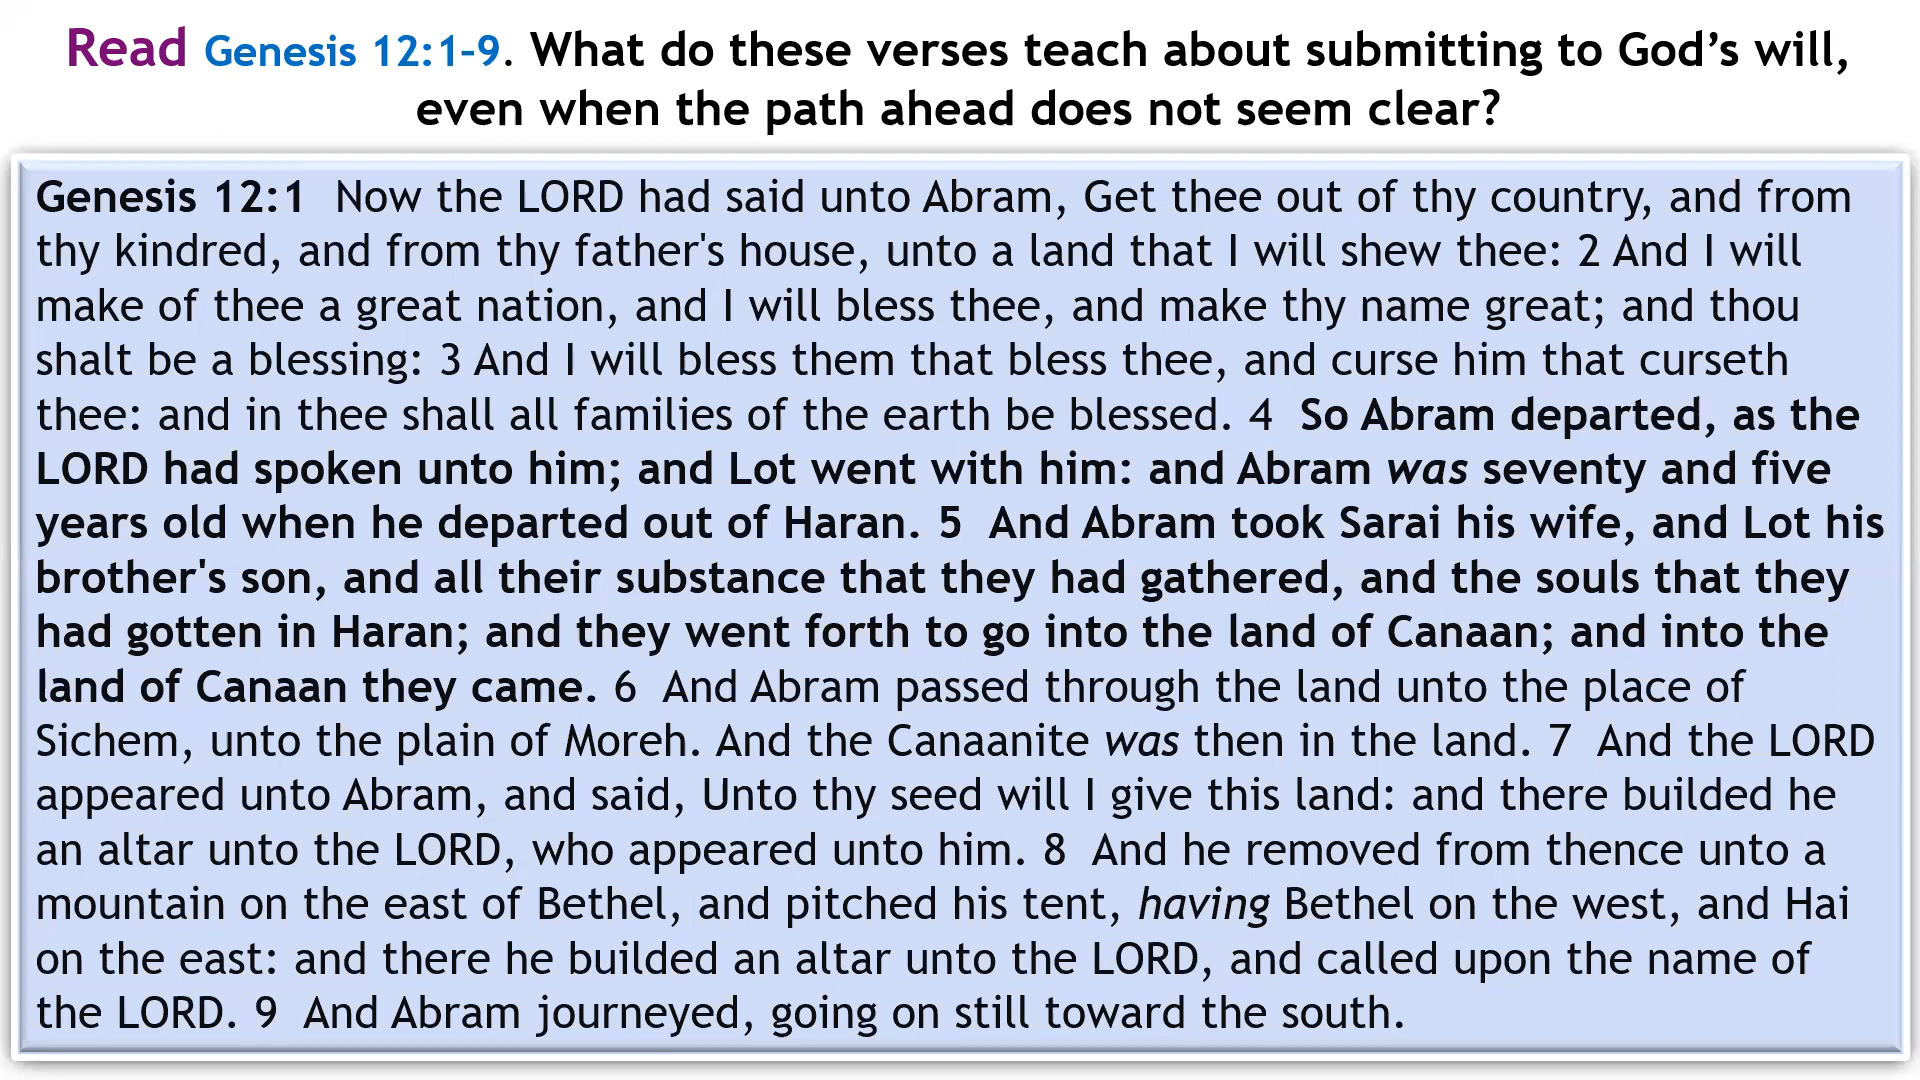 Read Genesis 12:1–9. What do these verses teach about submitting to God’s will,
even when the path ahead does not seem clear?
Genesis 12:1  Now the LORD had said unto Abram, Get thee out of thy country, and from
thy kindred, and from thy father's house, unto a land that I will shew thee: 2 And I will
make of thee a great nation, and I will bless thee, and make thy name great; and thou
shalt be a blessing: 3 And I will bless them that bless thee, and curse him that curseth
thee: and in thee shall all families of the earth be blessed. 4  So Abram departed, as the
LORD had spoken unto him; and Lot went with him: and Abram was seventy and five
years old when he departed out of Haran. 5  And Abram took Sarai his wife, and Lot his
brother's son, and all their substance that they had gathered, and the souls that they
had gotten in Haran; and they went forth to go into the land of Canaan; and into the
land of Canaan they came. 6  And Abram passed through the land unto the place of
Sichem, unto the plain of Moreh. And the Canaanite was then in the land. 7  And the LORD
appeared unto Abram, and said, Unto thy seed will I give this land: and there builded he
an altar unto the LORD, who appeared unto him. 8  And he removed from thence unto a
mountain on the east of Bethel, and pitched his tent, having Bethel on the west, and Hai
on the east: and there he builded an altar unto the LORD, and called upon the name of
the LORD. 9  And Abram journeyed, going on still toward the south.